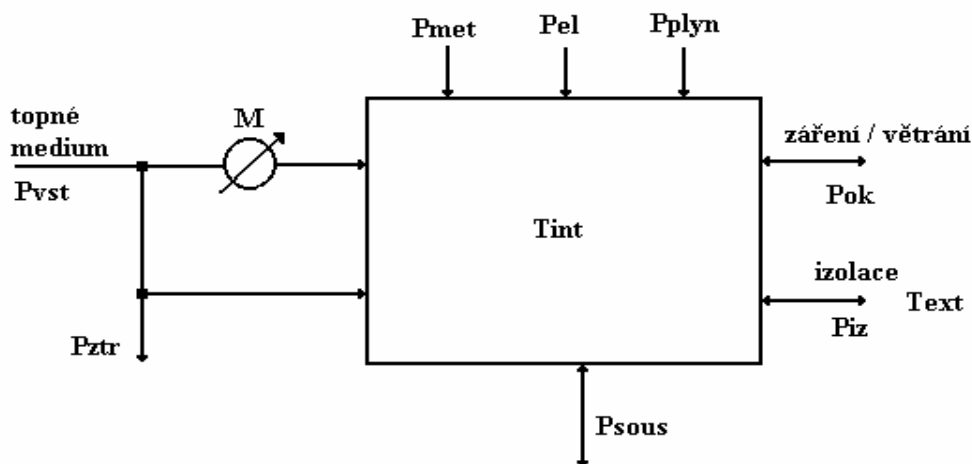 Pmet Pel Pplyn
topné
medium
M
Pvst
záření / větrání
Pok
Tint
izolace
Text
Piz
Pztr
Psous